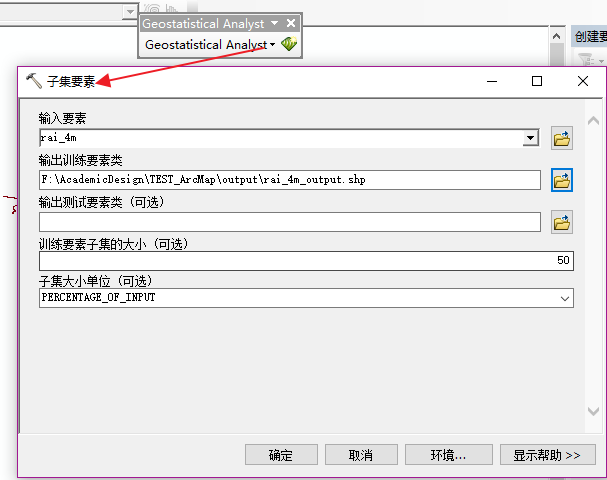 Geostatistical Analyst
Geostatistical Analyst
创建要
子集要素
输入要素
rai_4m
输出训练要素类
F:\AcademicDesign\TEST_ArcMap\output\rai_4m_output.shp
输出测试要素类 (可选)
训练要素子集的大小 (可选)
50
子集大小单位 (可选)
PERCENTAGE_OF_INPUT
确定
取消
环境...
显示帮助 >>